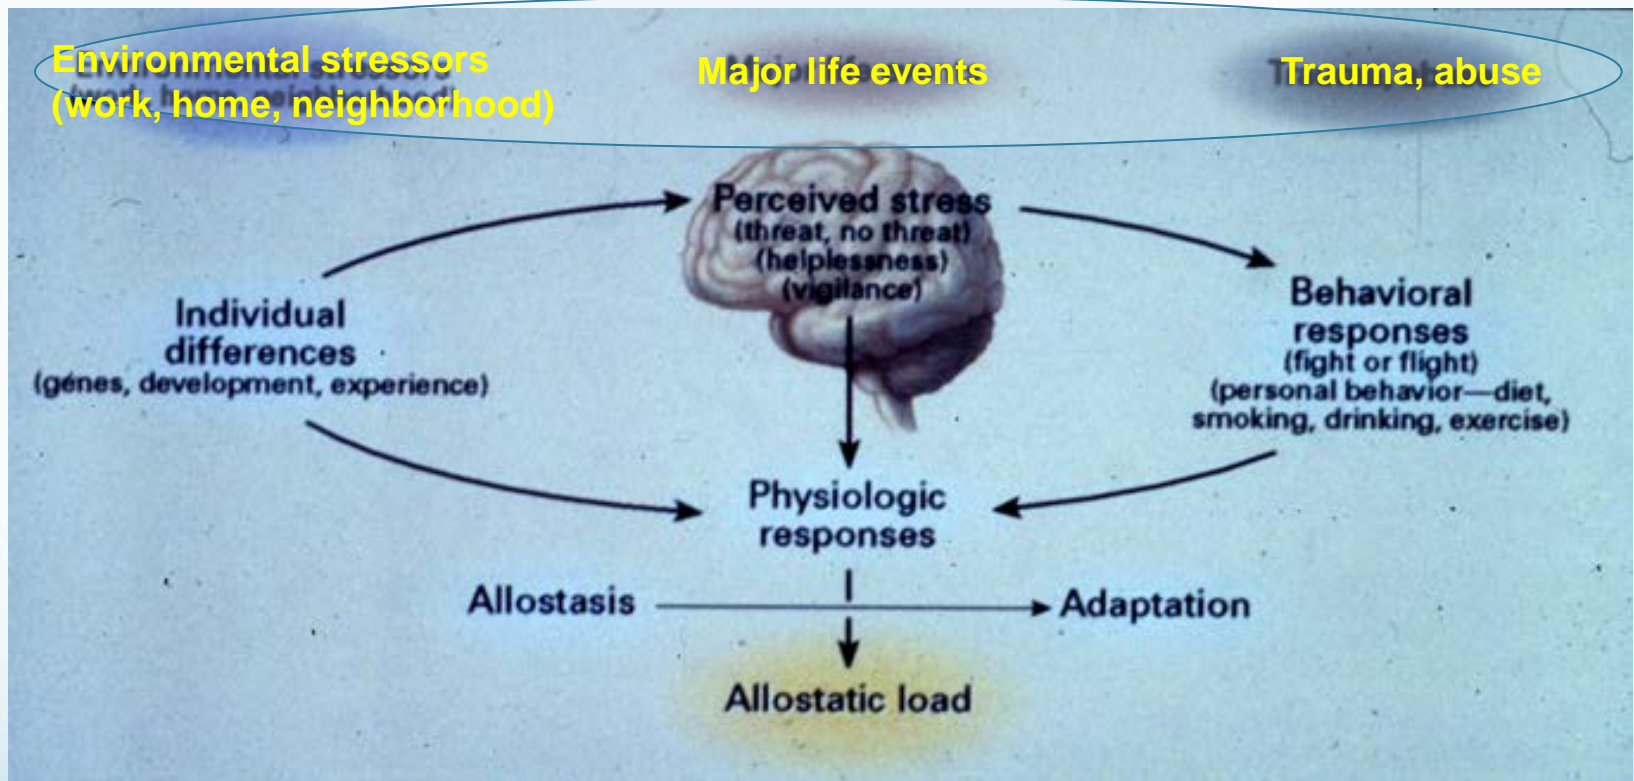 Environmental stressors
(work, home, neighborhood)
Major life events
Trauma, abuse
Perceived stress
(threat, no threat)
(helplessness)
(vigilance)
Individual
differences
(genes, development, experience)
Behavioral
responses
(fight or flight)
(personal behavior—diet,
smoking, drinking, exercise)
Physiologic
responses
Allostasis
Adaptation
Allostatic load